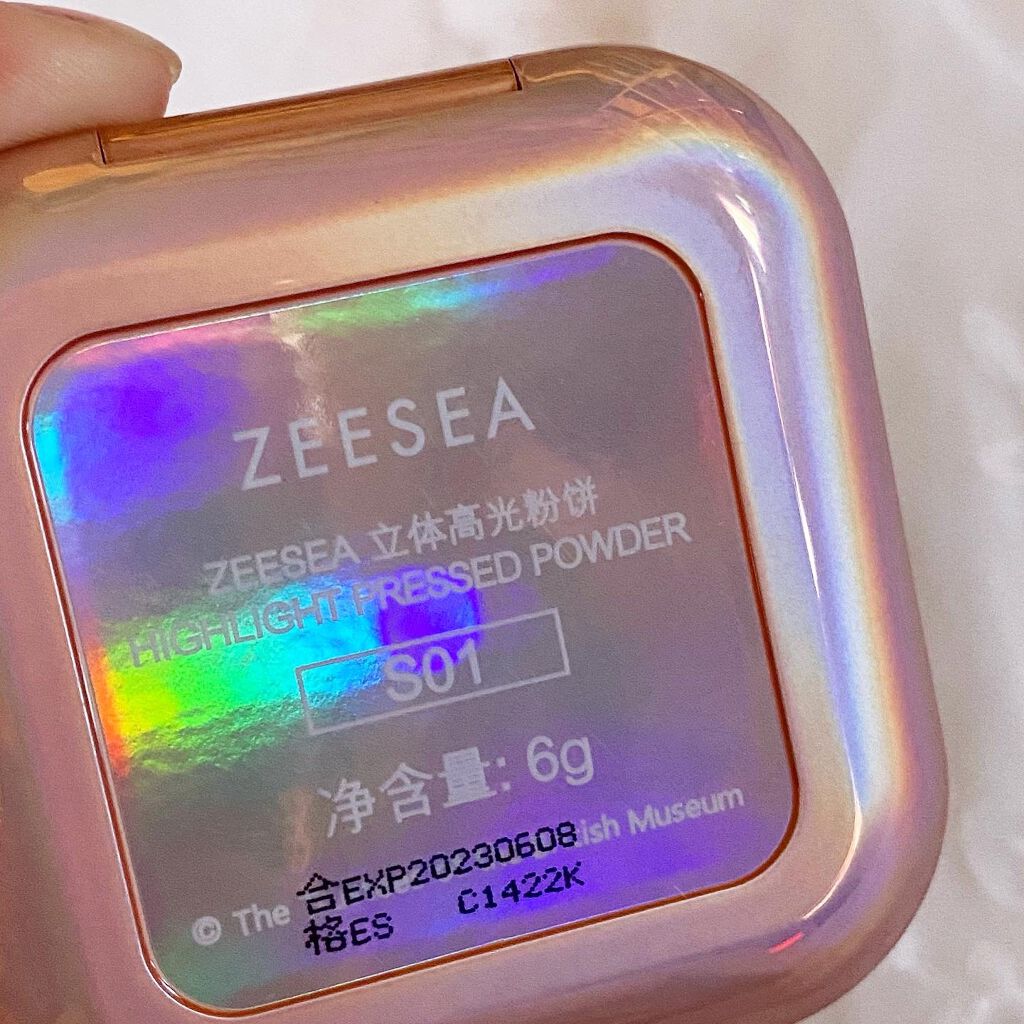 ZEESEA
ZEESEA 立体高光粉饼
HIGHLIGHT PRESSED POWDER
S01
净含量: 6g
© The ish Museum
合EXP20230608
格ES C1422K